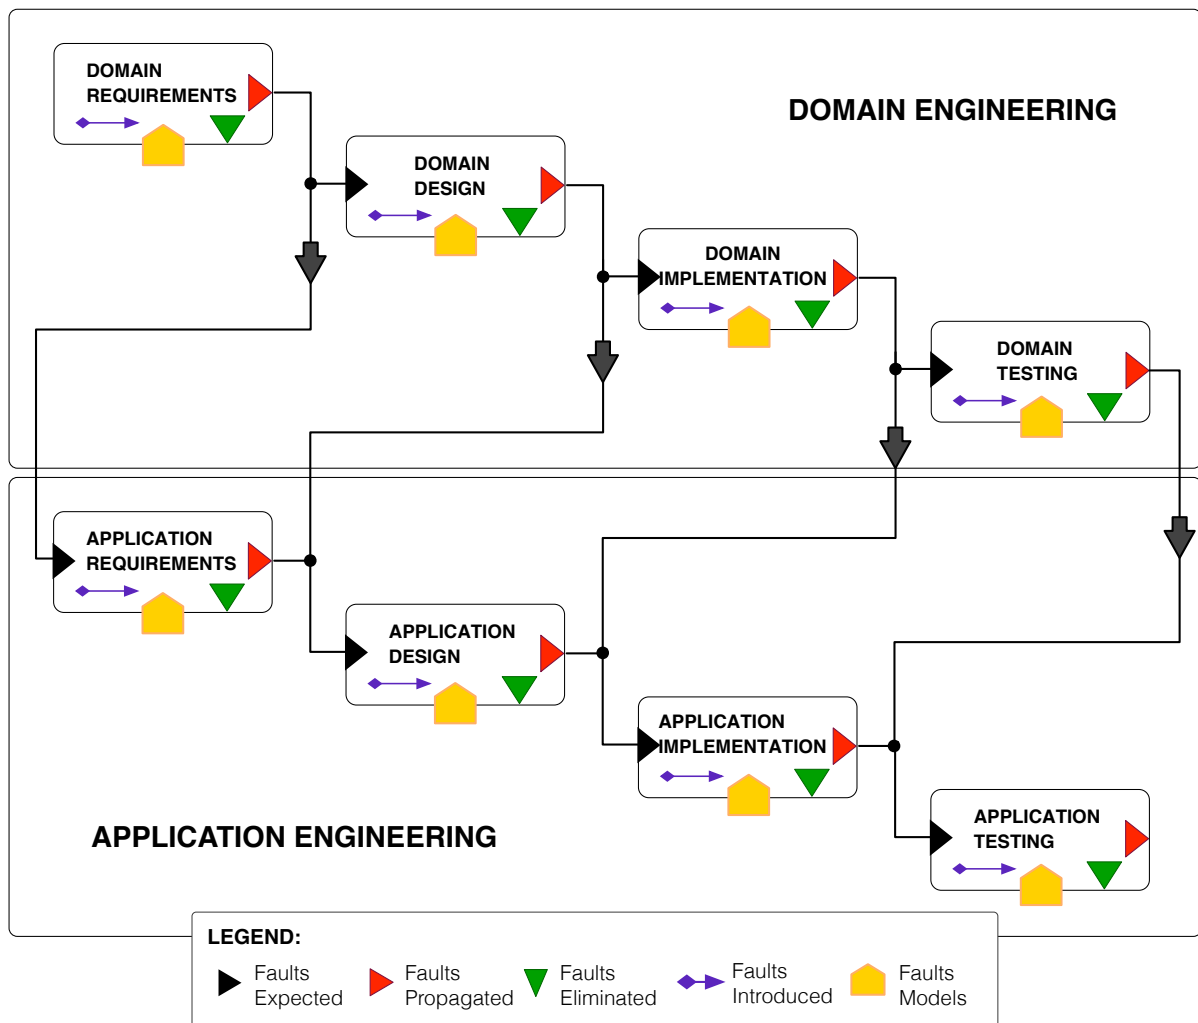 DOMAIN
REQUIREMENTS
DOMAIN ENGINEERING
DOMAIN
DESIGN
DOMAIN
IMPLEMENTATION
DOMAIN
TESTING
APPLICATION
REQUIREMENTS
APPLICATION
DESIGN
APPLICATION
IMPLEMENTATION
APPLICATION
TESTING
APPLICATION ENGINEERING
LEGEND:
Faults
Expected
Faults
Propagated
Faults
Eliminated
Faults
Introduced
Faults
Models